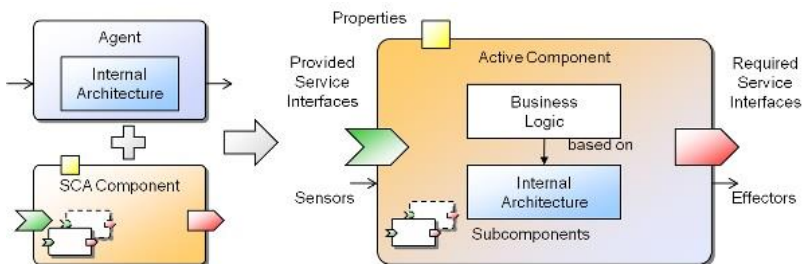 Agent
Internal
Architecture
SCA Component
Properties
Provided
Service
Interfaces
Sensors
Active Component
Business
Logic
based on
Internal
Architecture
Subcomponents
Required
Service
Interfaces
Effectors